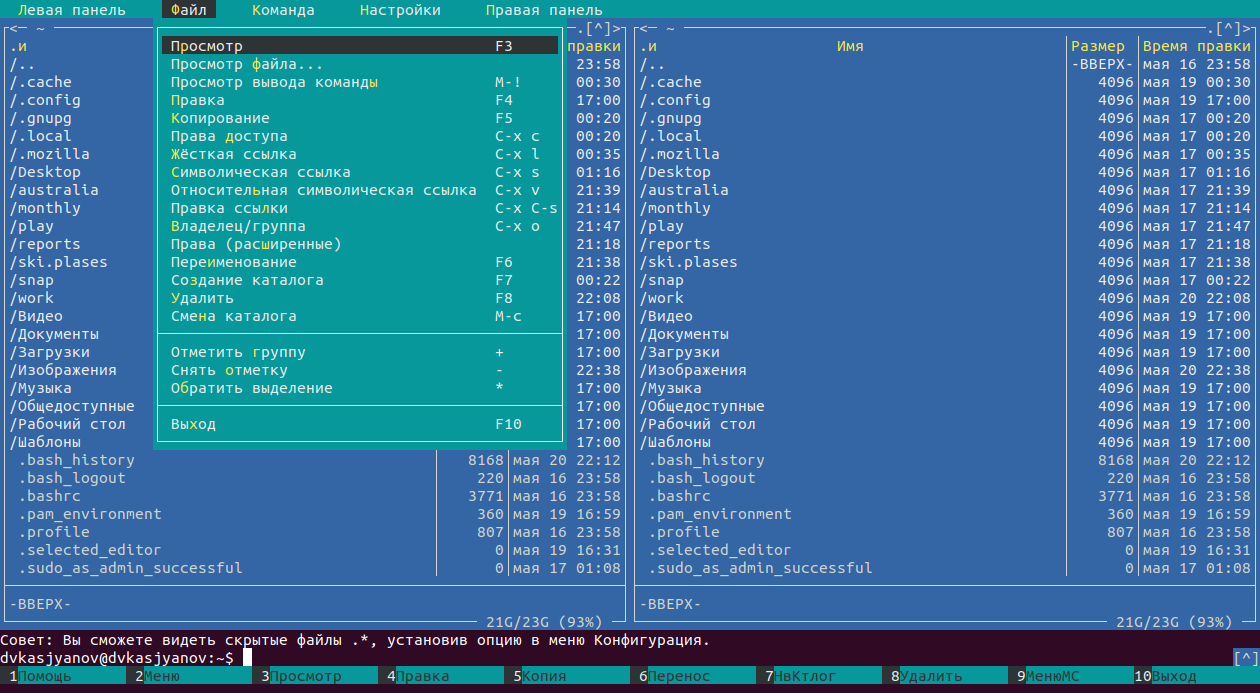 Левая панель Файл Команда Настройки Правая панель
<─ ~ .[^]> <─ ~ .[^]>
.и Просмотр F3 правки .и Имя Размер Время правки
/.. Просмотр файла... 23:58 /.. -ВВЕРХ- мая 16 23:58
/.cache Просмотр вывода команды M-! 00:30 /.cache 4096 мая 19 00:30
/.config Правка F4 17:00 /.config 4096 мая 19 17:00
/.gnupg Копирование F5 00:20 /.gnupg 4096 мая 17 00:20
/.local Права доступа C-x c 00:20 /.local 4096 мая 17 00:20
/.mozilla Жёсткая ссылка C-x l 00:35 /.mozilla 4096 мая 17 00:35
/Desktop Символическая ссылка C-x s 01:16 /Desktop 4096 мая 17 01:16
/australia Относительная символическая ссылка C-x v 21:39 /australia 4096 мая 17 21:39
/monthly Правка ссылки C-x C-s 21:14 /monthly 4096 мая 17 21:14
/play Владелец/группа C-x o 21:47 /play 4096 мая 17 21:47
/reports Права (расширенные) 21:18 /reports 4096 мая 17 21:18
/ski.plases Переименование F6 21:38 /ski.plases 4096 мая 17 21:38
/snap Создание каталога F7 00:22 /snap 4096 мая 17 00:22
/work Удалить F8 22:08 /work 4096 мая 20 22:08
/Видео Смена каталога M-c 17:00 /Видео 4096 мая 19 17:00
/Документы 17:00 /Документы 4096 мая 19 17:00
/Загрузки Отметить группу + 17:00 /Загрузки 4096 мая 19 17:00
/Изображения Снять отметку - 22:38 /Изображения 4096 мая 20 22:38
/Музыка Обратить выделение * 17:00 /Музыка 4096 мая 19 17:00
/Общедоступные 17:00 /Общедоступные 4096 мая 19 17:00
/Рабочий стол Выход F10 17:00 /Рабочий стол 4096 мая 19 17:00
/Шаблоны 17:00 /Шаблоны 4096 мая 19 17:00
.bash_history 8168 мая 20 22:12 .bash_history 8168 мая 20 22:12
.bash_logout 220 мая 16 23:58 .bash_logout 220 мая 16 23:58
.bashrc 3771 мая 16 23:58 .bashrc 3771 мая 16 23:58
.pam_environment 360 мая 19 16:59 .pam_environment 360 мая 19 16:59
.profile 807 мая 16 23:58 .profile 807 мая 16 23:58
.selected_editor 0 мая 19 16:31 .selected_editor 0 мая 19 16:31
.sudo_as_admin_successful 0 мая 17 01:08 .sudo_as_admin_successful 0 мая 17 01:08
-ВВЕРХ- -ВВЕРХ-
21G/23G (93%) 21G/23G (93%)
Совет: Вы сможете видеть скрытые файлы .*, установив опцию в меню Конфигурация.
dvkasjyanov@dvkasjyanov:~$ [^]
1Помощь 2Меню 3Просмотр 4Правка 5Копия 6Перенос 7НвКтлог 8Удалить 9МенюМС 10Выход